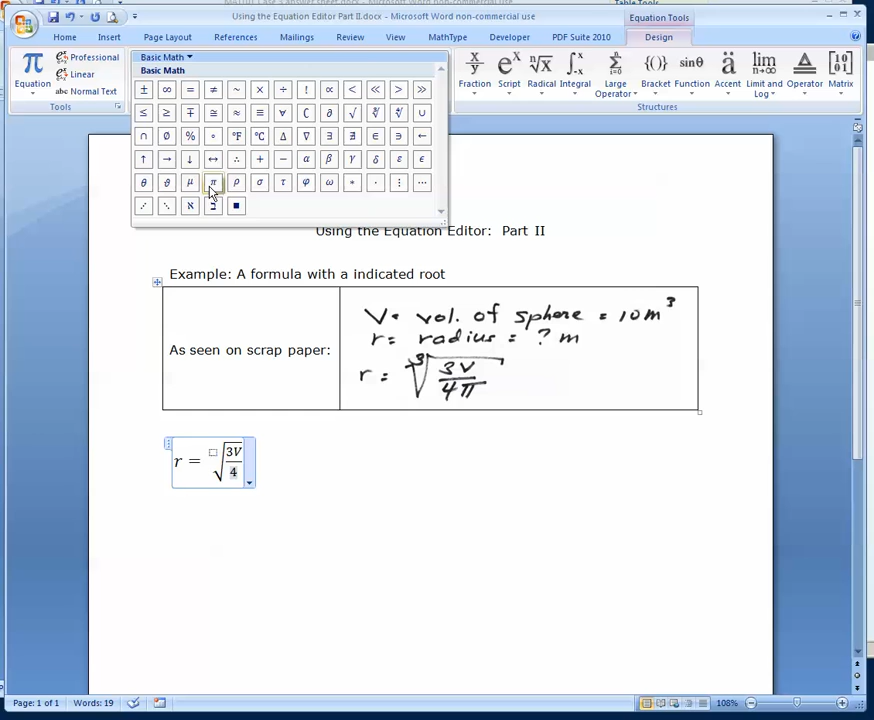 Using the Equation Editor Part II.docx - Microsoft Word non-commercial use
Equation Tools
Home Insert Page Layout References Mailings Review View Developer PDF Suite 2010 MathType Design
π Equation
Professional
Linear
abc Normal Text
Tools
Basic Math
Basic Math
± ∞ = ≠ ~ × ÷ ! ∝ < ≪ > ≫
≤ ≥ ∓ ≅ ≈ ≡ ∀ ∁ ∂ √ ∛ ∜ ∪
∩ ∅ % ° °F °C ∆ ∇ ∃ ∄ ∈ ∋ ←
↑ → ↓ ↔ ∴ + − α β γ δ ε ϵ
θ ϑ μ π ρ σ τ φ ω * · ⋮ ⋯
⋰ ⋱ ℵ ℶ ■
Fraction Script Radical Integral Large Operator Bracket Function Accent Limit and Log Operator Matrix
Structures
Using the Equation Editor: Part II
Example: A formula with a indicated root
As seen on scrap paper:
V = vol. of sphere = 10 m³
r = radius = ? m
r = ∛(3V/4π)
r = √(3V/4)
Page: 1 of 1 Words: 19 108%